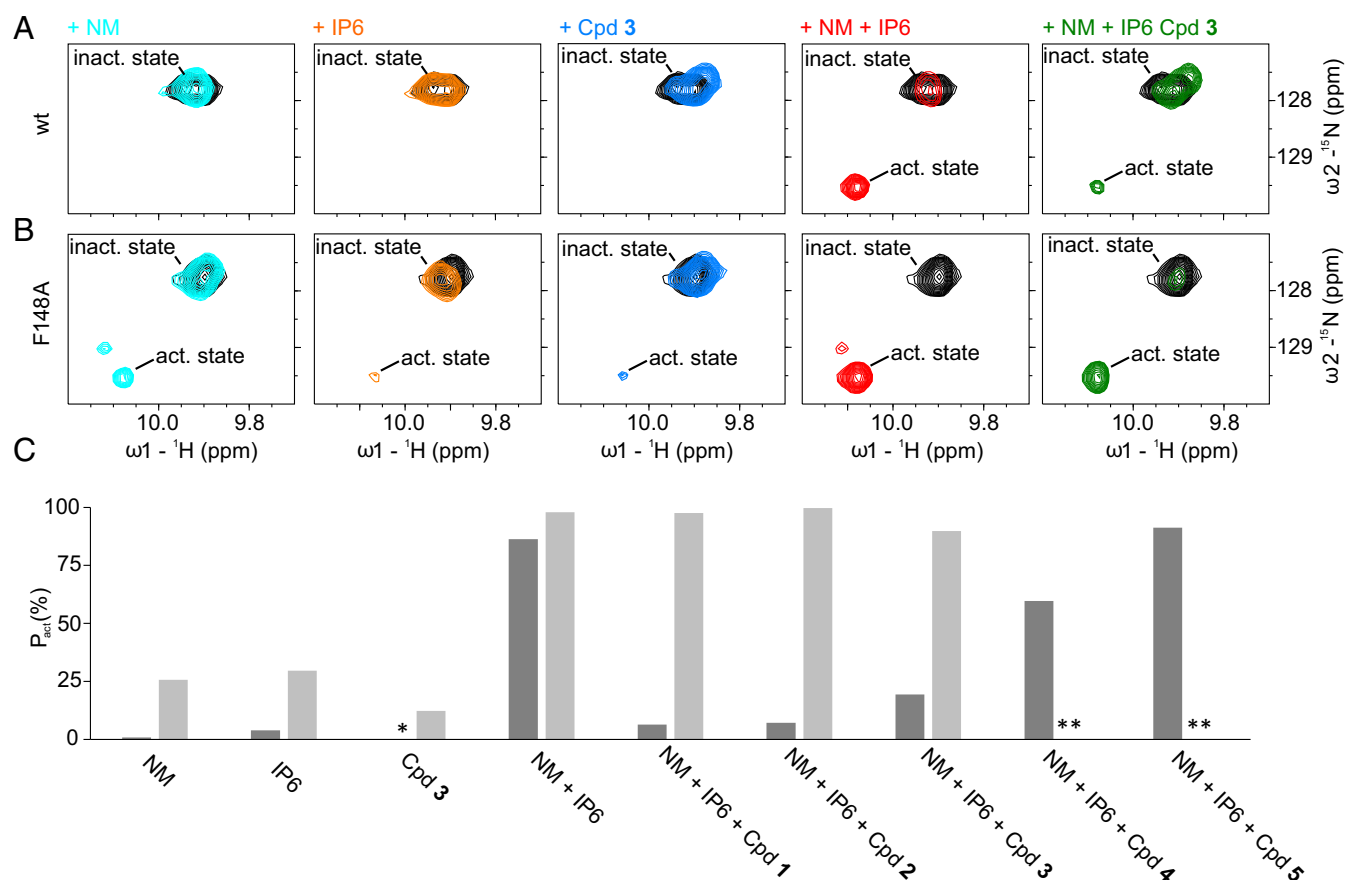 A
+ NM
+ IP6
+ Cpd 3
+ NM + IP6
+ NM + IP6 Cpd 3
wt
inact. state
inact. state
inact. state
inact. state
act. state
inact. state
act. state
128
129
ω2 - ¹⁵N (ppm)
B
F148A
inact. state
act. state
inact. state
act. state
inact. state
act. state
inact. state
act. state
inact. state
act. state
128
129
ω2 - ¹⁵N (ppm)
10.0 9.8
10.0 9.8
10.0 9.8
10.0 9.8
10.0 9.8
ω1 - ¹H (ppm)
ω1 - ¹H (ppm)
ω1 - ¹H (ppm)
ω1 - ¹H (ppm)
ω1 - ¹H (ppm)
C
Pact(%)
100
75
50
25
0
*
**
**
NM
IP6
Cpd 3
NM + IP6
NM + IP6 + Cpd 1
NM + IP6 + Cpd 2
NM + IP6 + Cpd 3
NM + IP6 + Cpd 4
NM + IP6 + Cpd 5